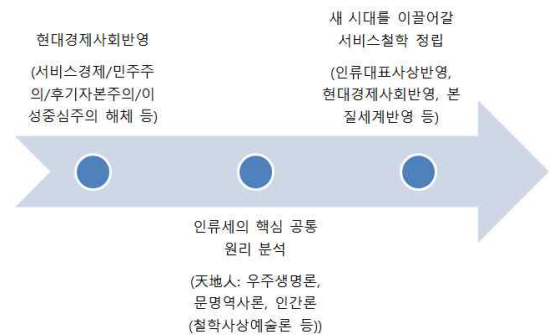 현대경제사회반영
(서비스경제/민주주
의/후기자본주의/이
성중심주의 해체 등)
인류세의 핵심 공통
원리 분석
(天地人: 우주생명론,
문명역사론, 인간론
(철학사상예술론 등))
새 시대를 이끌어갈
서비스철학 정립
(인류대표사상반영,
현대경제사회반영, 본
질세계반영 등)